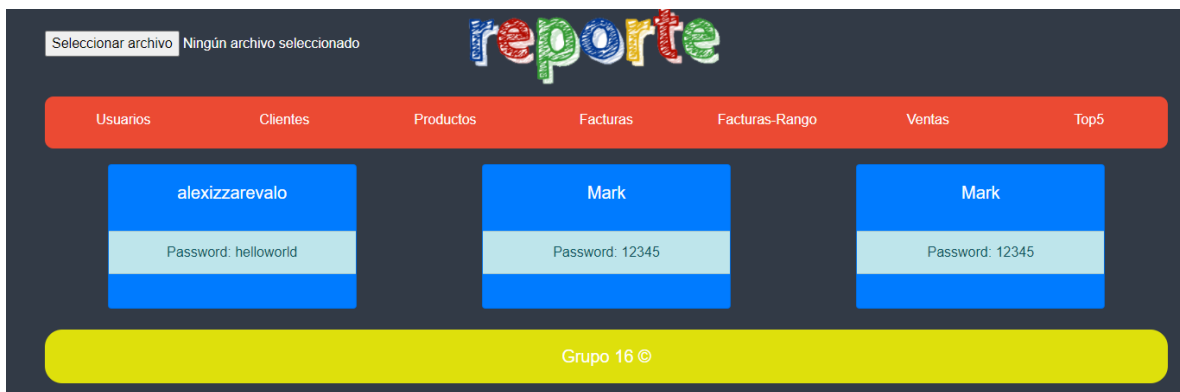 reporte
Seleccionar archivo Ningún archivo seleccionado
Usuarios Clientes Productos Facturas Facturas-Rango Ventas Top5
alexizzarevalo Mark Mark
Password: helloworld Password: 12345 Password: 12345
Grupo 16 ©